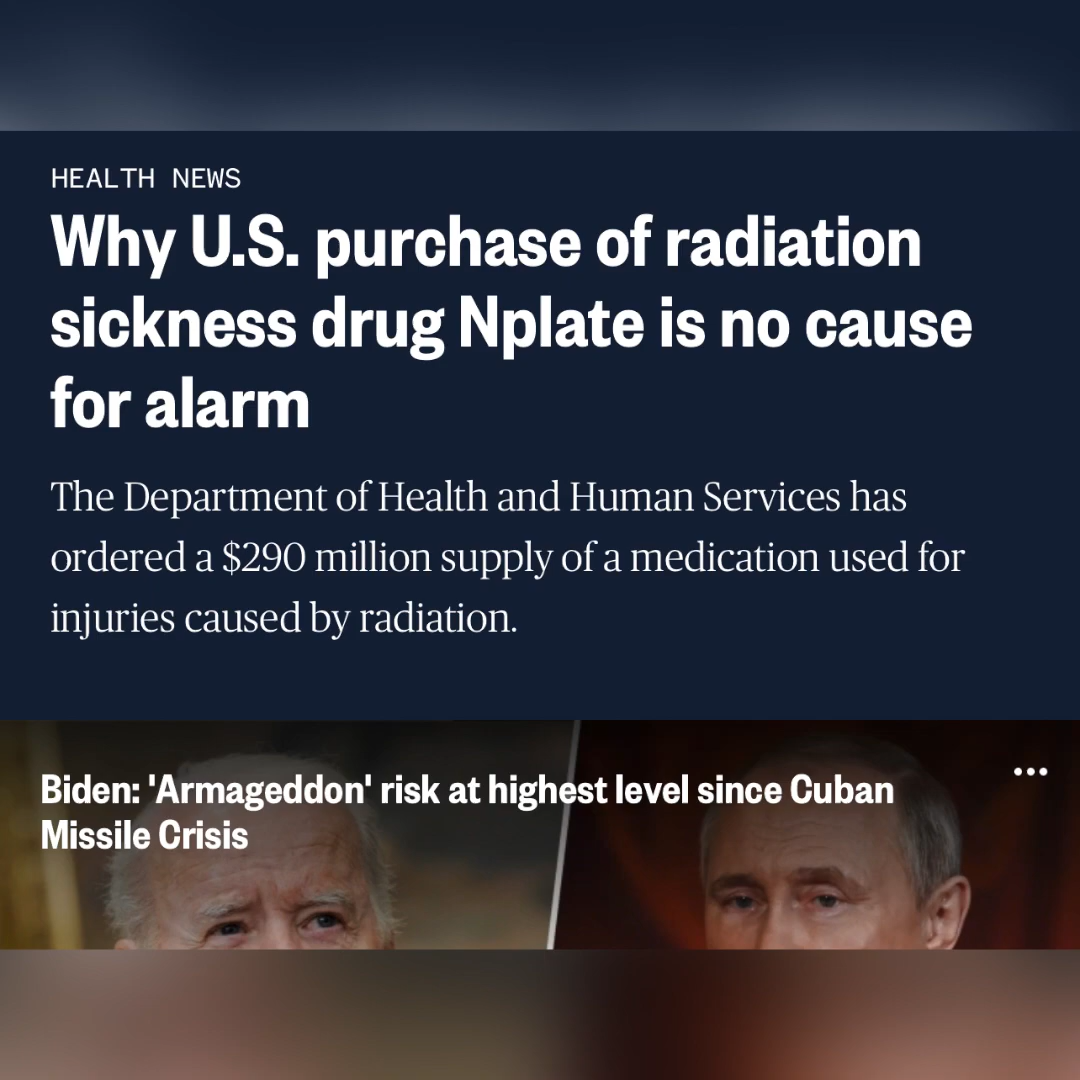 HEALTH NEWS
Why U.S. purchase of radiation
sickness drug Nplate is no cause
for alarm
The Department of Health and Human Services has
ordered a $290 million supply of a medication used for
injuries caused by radiation.
Biden: 'Armageddon' risk at highest level since Cuban
Missile Crisis